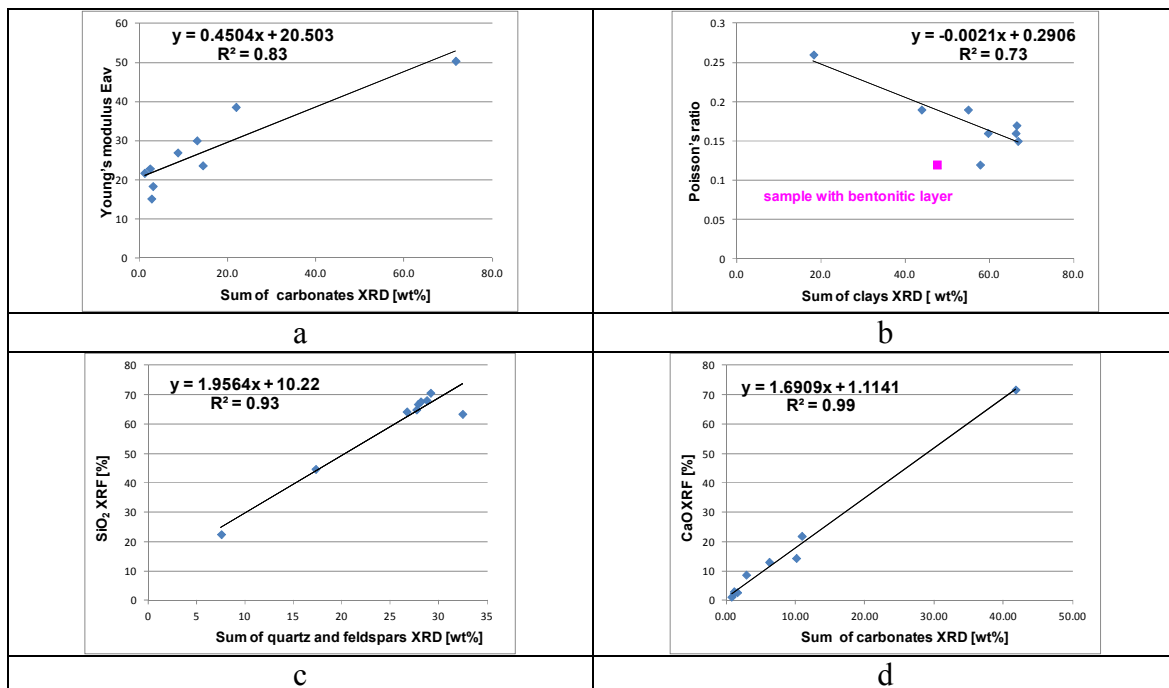 y = 0.4504x + 20.503
R² = 0.83
60
50
40
30
20
10
0
Young's modulus Eav
0.0 20.0 40.0 60.0 80.0
Sum of carbonates XRD [wt%]
a
y = -0.0021x + 0.2906
R² = 0.73
0.3
0.25
0.2
0.15
0.1
0.05
0
Poisson's ratio
sample with bentonitic layer
0.0 20.0 40.0 60.0 80.0
Sum of clays XRD [ wt%]
b
y = 1.9564x + 10.22
R² = 0.93
80
70
60
50
40
30
20
10
0
SiO₂ XRF [%]
0 5 10 15 20 25 30 35
Sum of quartz and feldspars XRD [wt%]
c
y = 1.6909x + 1.1141
R² = 0.99
80
70
60
50
40
30
20
10
0
CaO XRF [%]
0.00 10.00 20.00 30.00 40.00 50.00
Sum of carbonates XRD [wt%]
d